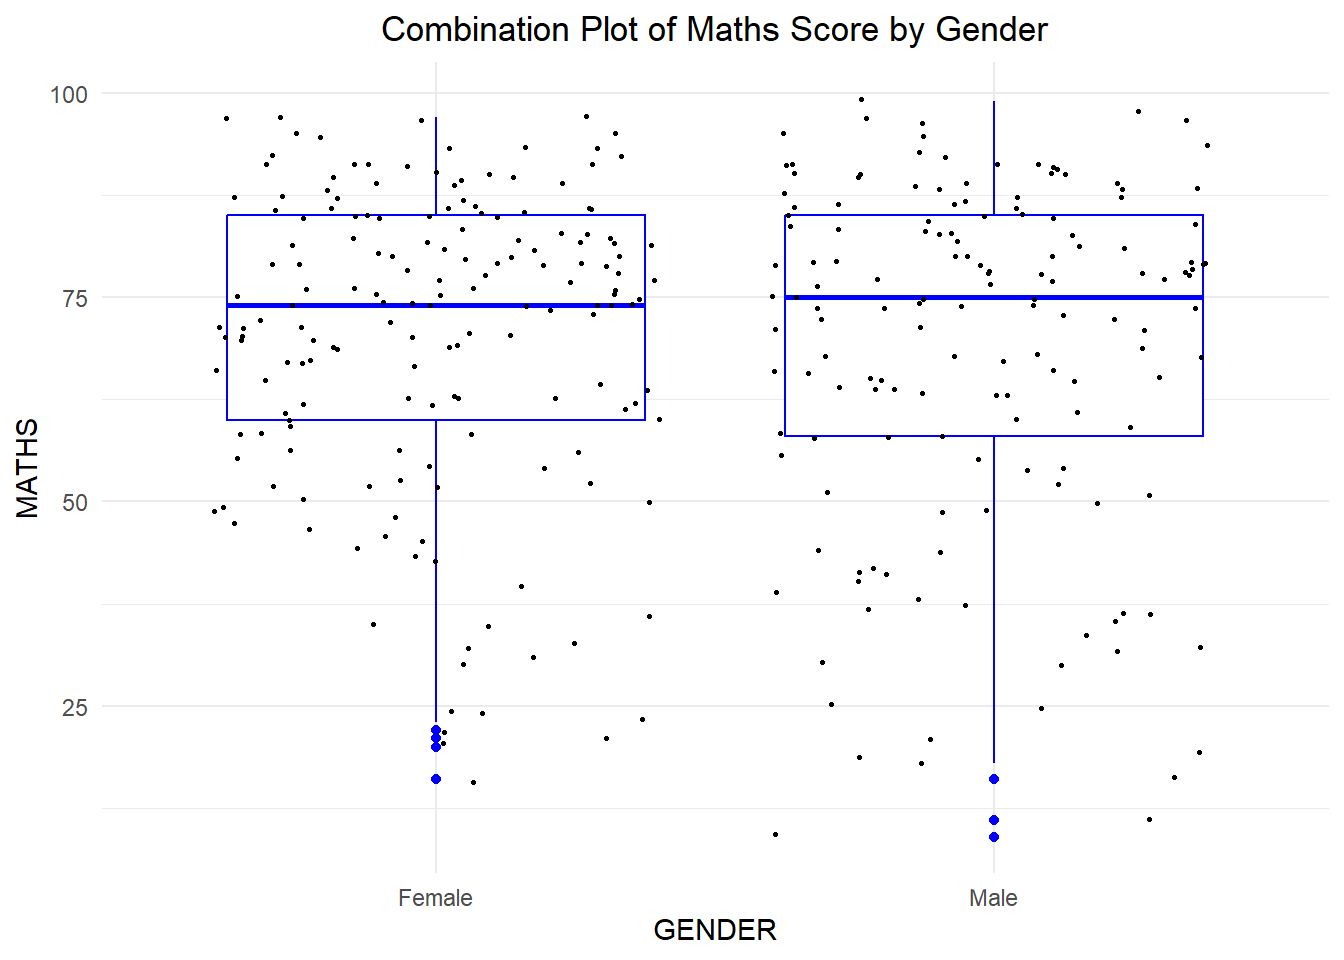 Combination Plot of Maths Score by Gender
100
75
50
25
MATHS
Female
Male
GENDER